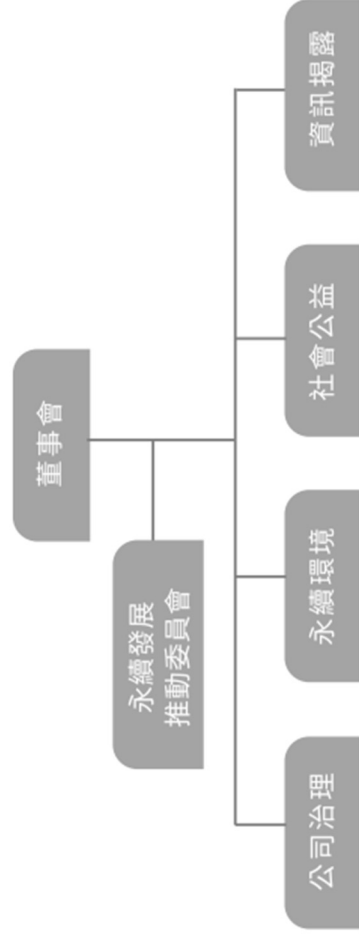 董事會
永續發展
推動委員會
公司治理
永續環境
社會公益
資訊揭露